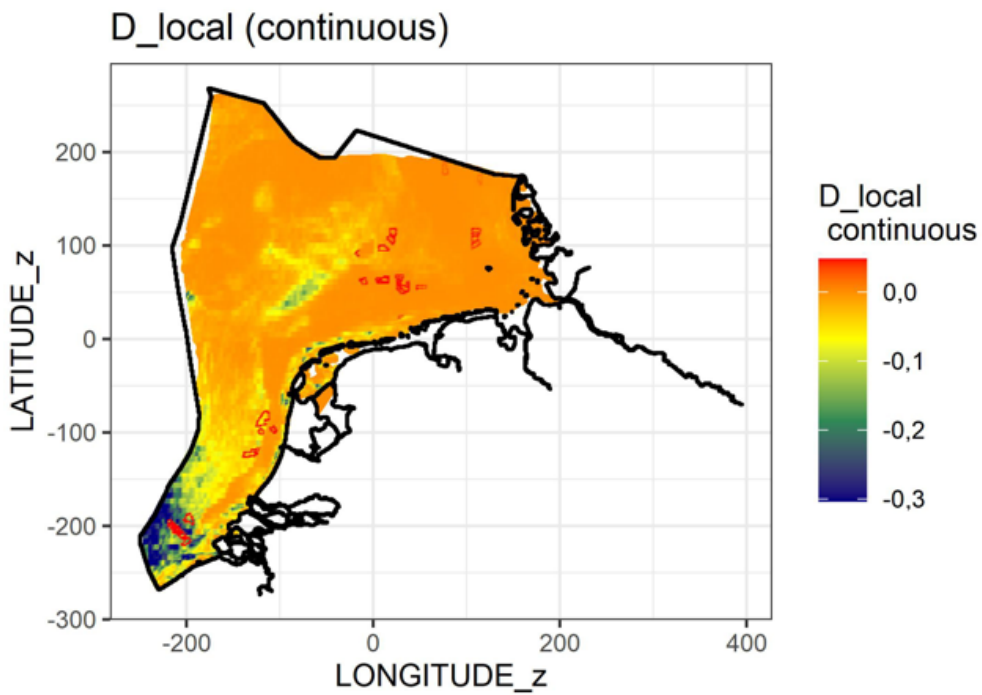 D_local (continuous)
200
100
0
-100
-200
-300
LATITUDE_z
-200
0
200
400
LONGITUDE_z
D_local
continuous
0,0
-0,1
-0,2
-0,3